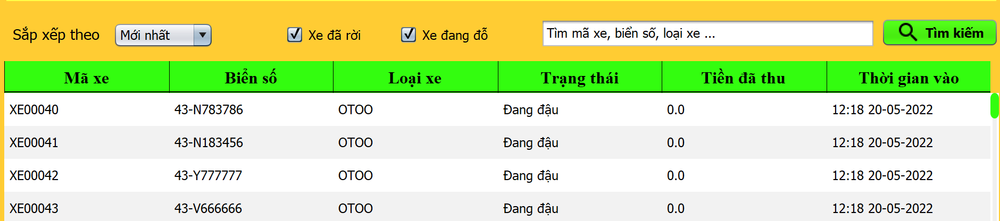 Sắp xếp theo Mới nhất Xe đã rời Xe đang đỗ Tìm mã xe, biển số, loại xe ... Tìm kiếm
Mã xe Biển số Loại xe Trạng thái Tiền đã thu Thời gian vào
XE00040 43-N783786 OTOO Đang đậu 0.0 12:18 20-05-2022
XE00041 43-N183456 OTOO Đang đậu 0.0 12:18 20-05-2022
XE00042 43-Y777777 OTOO Đang đậu 0.0 12:18 20-05-2022
XE00043 43-V666666 OTOO Đang đậu 0.0 12:18 20-05-2022